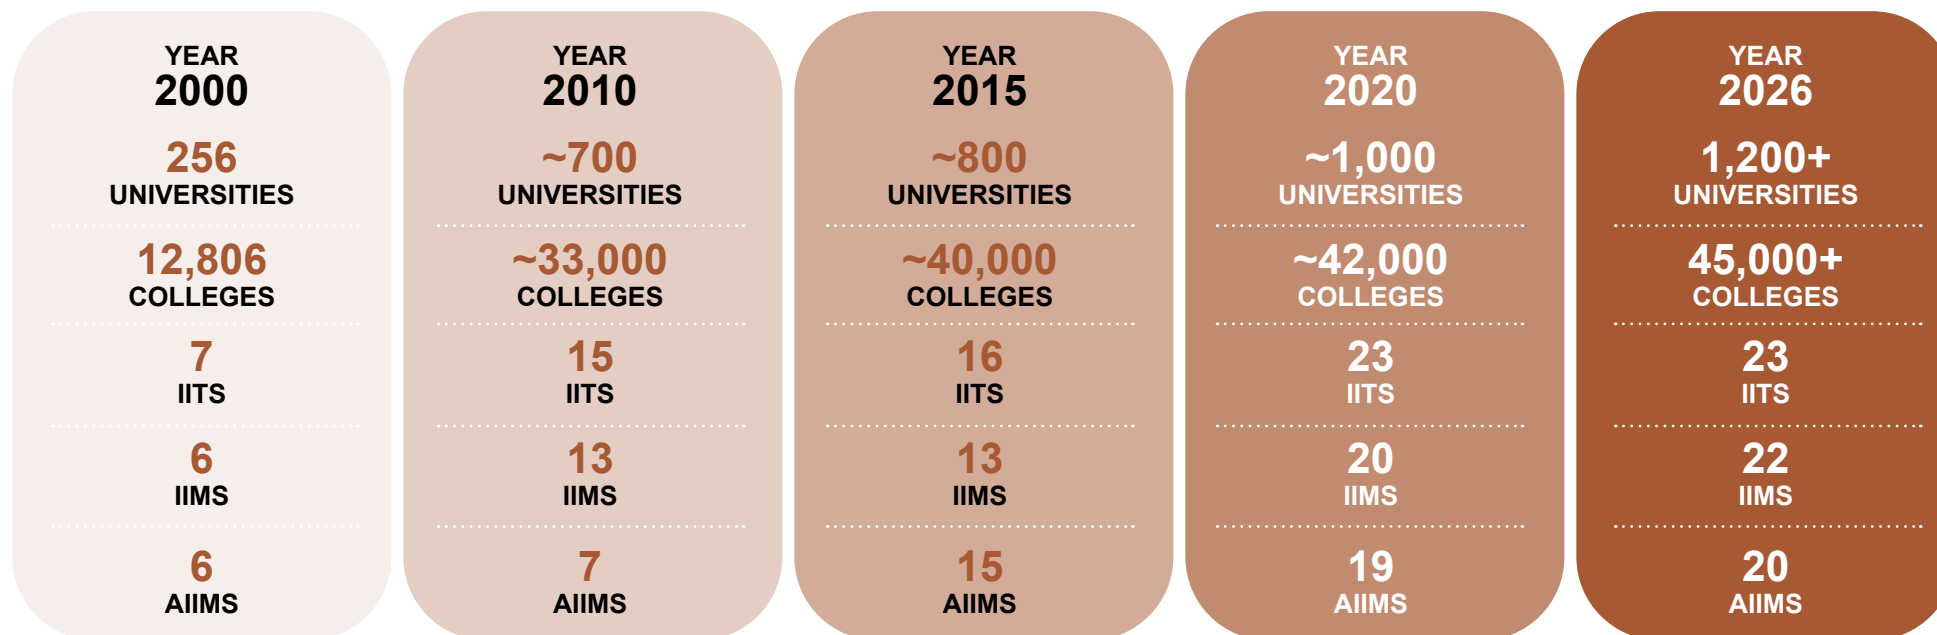 YEAR
2000
256
UNIVERSITIES
12,806
COLLEGES
7
IITS
6
IIMS
6
AIIMS
YEAR
2010
~700
UNIVERSITIES
~33,000
COLLEGES
15
IITS
13
IIMS
7
AIIMS
YEAR
2015
~800
UNIVERSITIES
~40,000
COLLEGES
16
IITS
13
IIMS
15
AIIMS
YEAR
2020
~1,000
UNIVERSITIES
~42,000
COLLEGES
23
IITS
20
IIMS
19
AIIMS
YEAR
2026
1,200+
UNIVERSITIES
45,000+
COLLEGES
23
IITS
22
IIMS
20
AIIMS